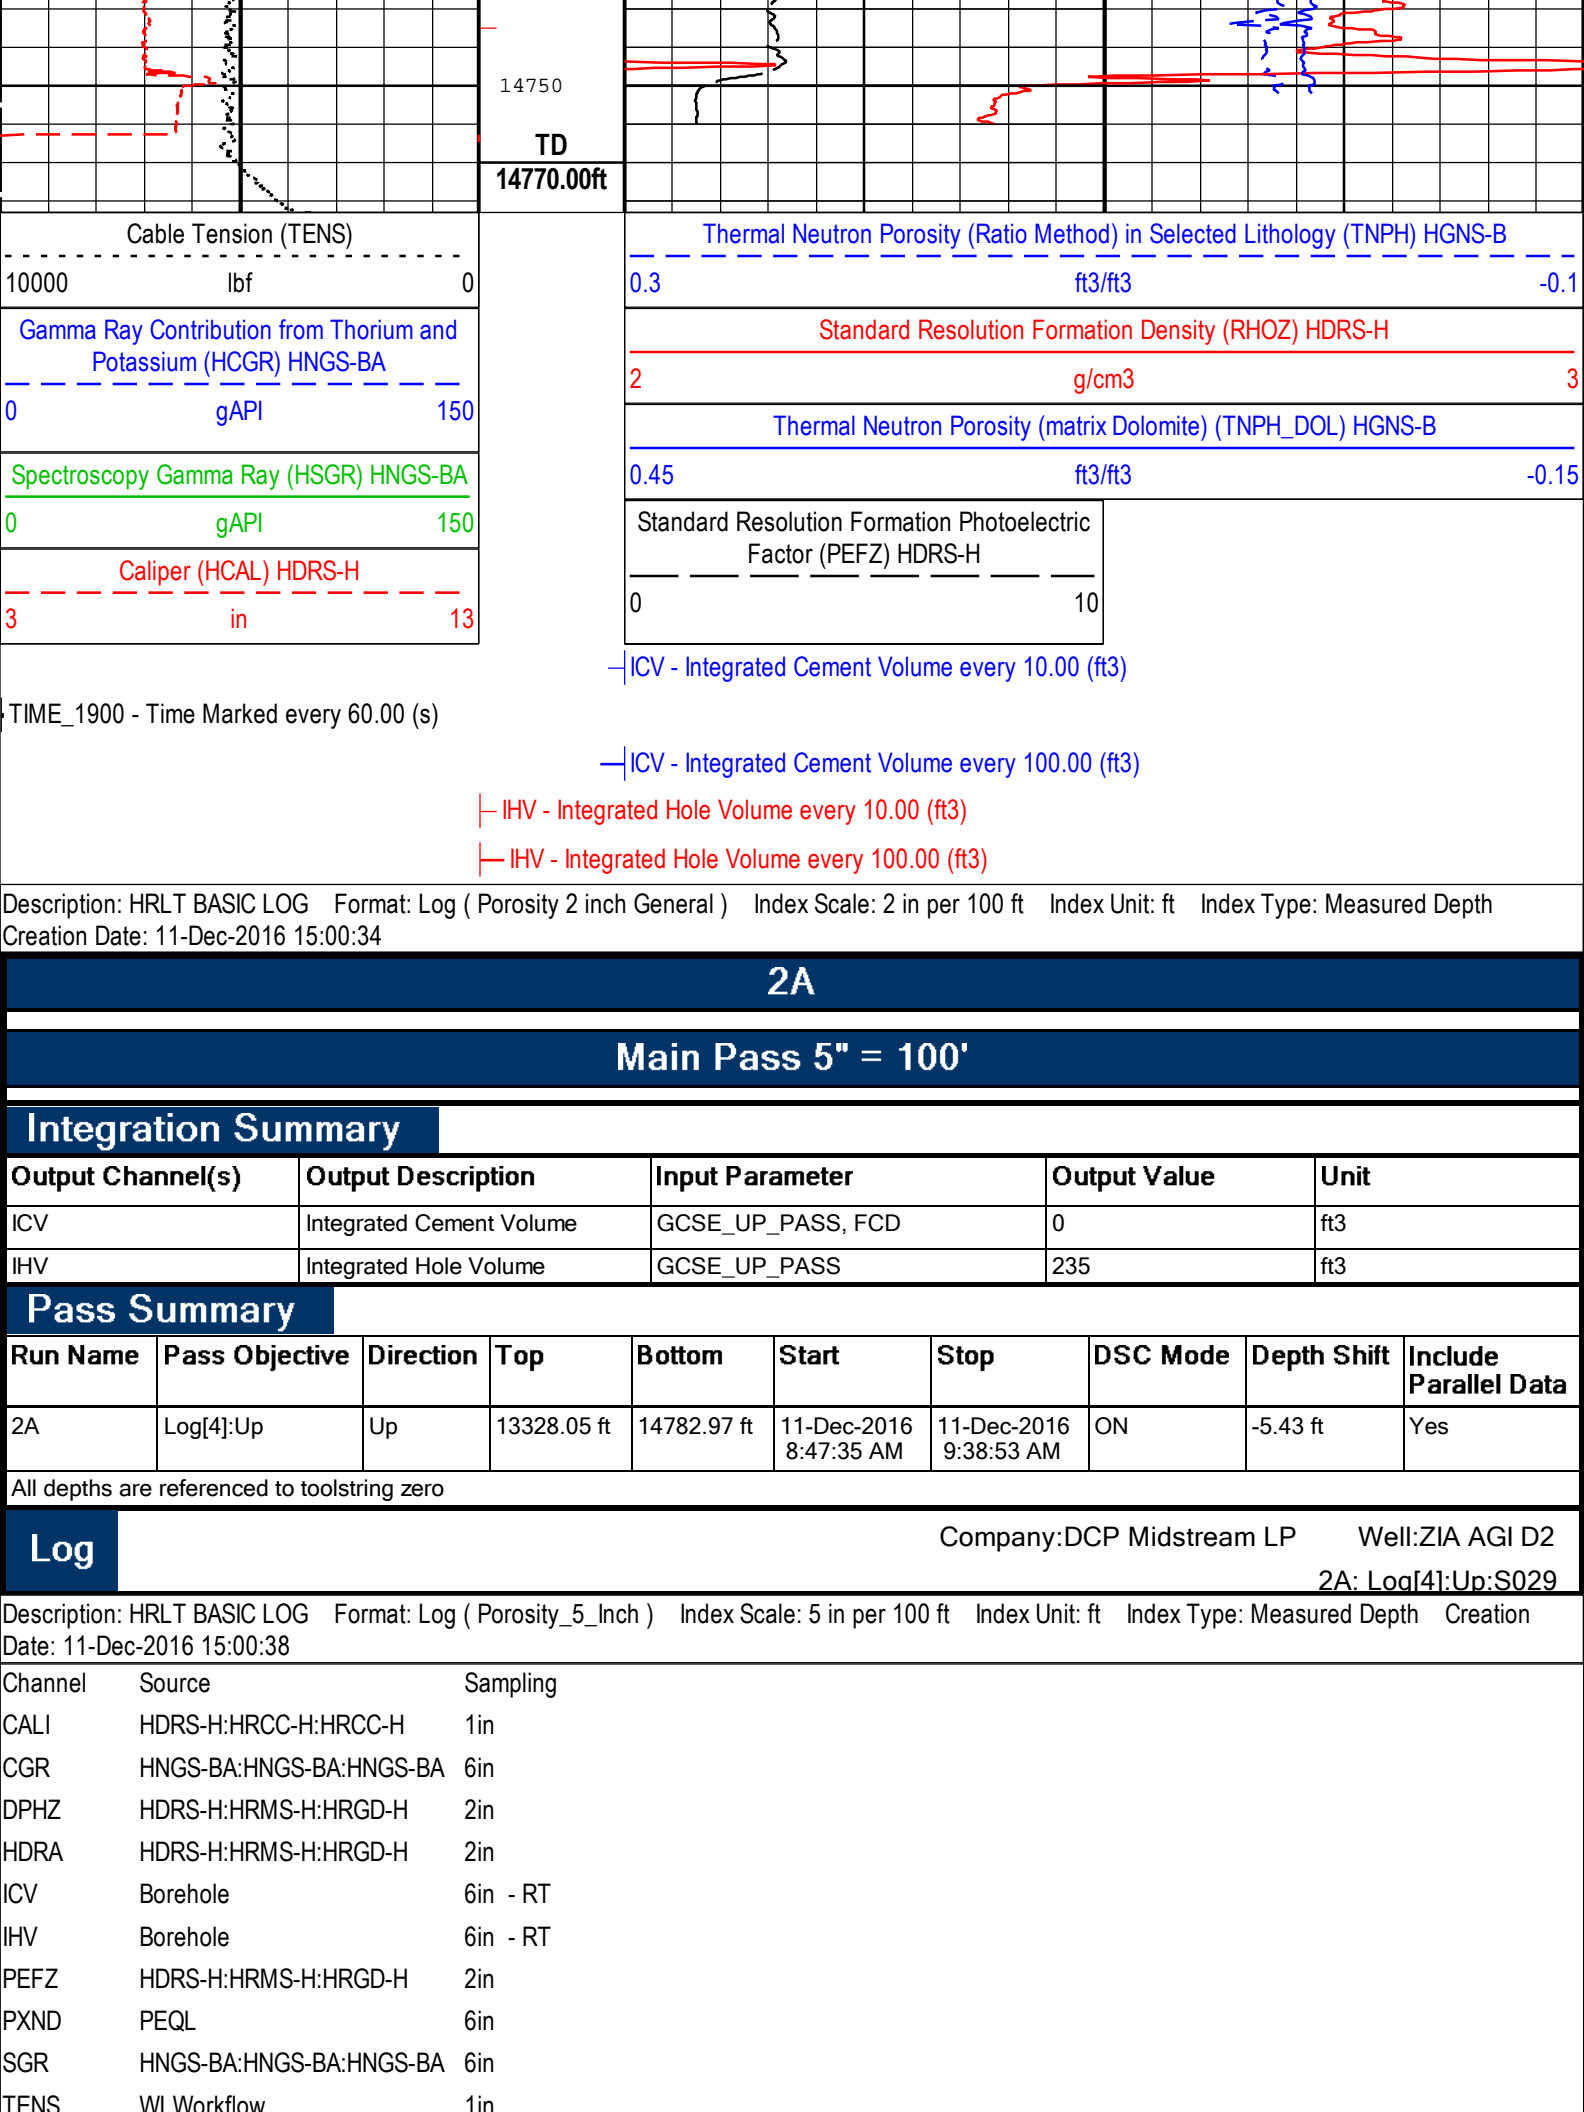 14750
TD
14770.00ft
Cable Tension (TENS)
10000 lbf 0
Gamma Ray Contribution from Thorium and
Potassium (HCGR) HNGS-BA
0 gAPI 150
Spectroscopy Gamma Ray (HSGR) HNGS-BA
0 gAPI 150
Caliper (HCAL) HDRS-H
3 in 13
Thermal Neutron Porosity (Ratio Method) in Selected Lithology (TNPH) HGNS-B
0.3 ft3/ft3 -0.1
Standard Resolution Formation Density (RHOZ) HDRS-H
2 g/cm3 3
Thermal Neutron Porosity (matrix Dolomite) (TNPH_DOL) HGNS-B
0.45 ft3/ft3 -0.15
Standard Resolution Formation Photoelectric
Factor (PEFZ) HDRS-H
0 10
ICV - Integrated Cement Volume every 10.00 (ft3)
TIME_1900 - Time Marked every 60.00 (s)
ICV - Integrated Cement Volume every 100.00 (ft3)
IHV - Integrated Hole Volume every 10.00 (ft3)
IHV - Integrated Hole Volume every 100.00 (ft3)
Description: HRLT BASIC LOG Format: Log ( Porosity 2 inch General ) Index Scale: 2 in per 100 ft Index Unit: ft Index Type: Measured Depth
Creation Date: 11-Dec-2016 15:00:34
2A
Main Pass 5" = 100'
Integration Summary
Output Channel(s) Output Description Input Parameter Output Value Unit
ICV Integrated Cement Volume GCSE_UP_PASS, FCD 0 ft3
IHV Integrated Hole Volume GCSE_UP_PASS 235 ft3
Pass Summary
Run Name Pass Objective Direction Top Bottom Start Stop DSC Mode Depth Shift Include
Parallel Data
2A Log[4]:Up Up 13328.05 ft 14782.97 ft 11-Dec-2016 11-Dec-2016 ON -5.43 ft Yes
8:47:35 AM 9:38:53 AM
All depths are referenced to toolstring zero
Log
Company:DCP Midstream LP Well:ZIA AGI D2
2A: Log[4]:Up:S029
Description: HRLT BASIC LOG Format: Log ( Porosity_5_Inch ) Index Scale: 5 in per 100 ft Index Unit: ft Index Type: Measured Depth Creation
Date: 11-Dec-2016 15:00:38
Channel Source Sampling
CALI HDRS-H:HRCC-H:HRCC-H 1in
CGR HNGS-BA:HNGS-BA:HNGS-BA 6in
DPHZ HDRS-H:HRMS-H:HRGD-H 2in
HDRA HDRS-H:HRMS-H:HRGD-H 2in
ICV Borehole 6in - RT
IHV Borehole 6in - RT
PEFZ HDRS-H:HRMS-H:HRGD-H 2in
PXND PEQL 6in
SGR HNGS-BA:HNGS-BA:HNGS-BA 6in
TENS WLWorkflow 1in